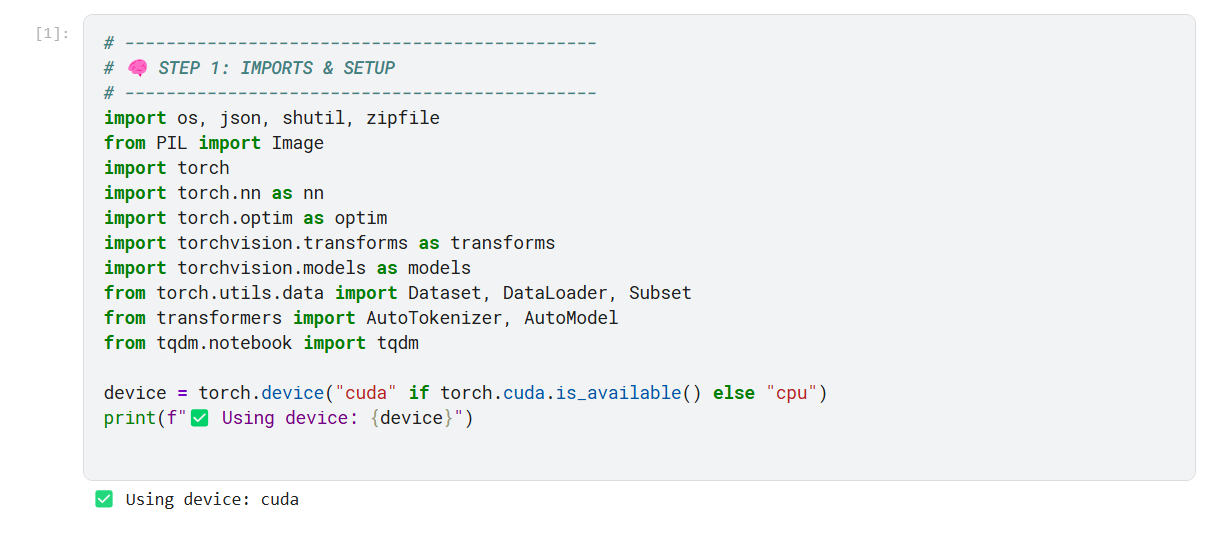 [1]:
# ----------------------------------------------
# 🧠 STEP 1: IMPORTS & SETUP
# ----------------------------------------------
import os, json, shutil, zipfile
from PIL import Image
import torch
import torch.nn as nn
import torch.optim as optim
import torchvision.transforms as transforms
import torchvision.models as models
from torch.utils.data import Dataset, DataLoader, Subset
from transformers import AutoTokenizer, AutoModel
from tqdm.notebook import tqdm
device = torch.device("cuda" if torch.cuda.is_available() else "cpu")
print(f"✅ Using device: {device}")
✅ Using device: cuda